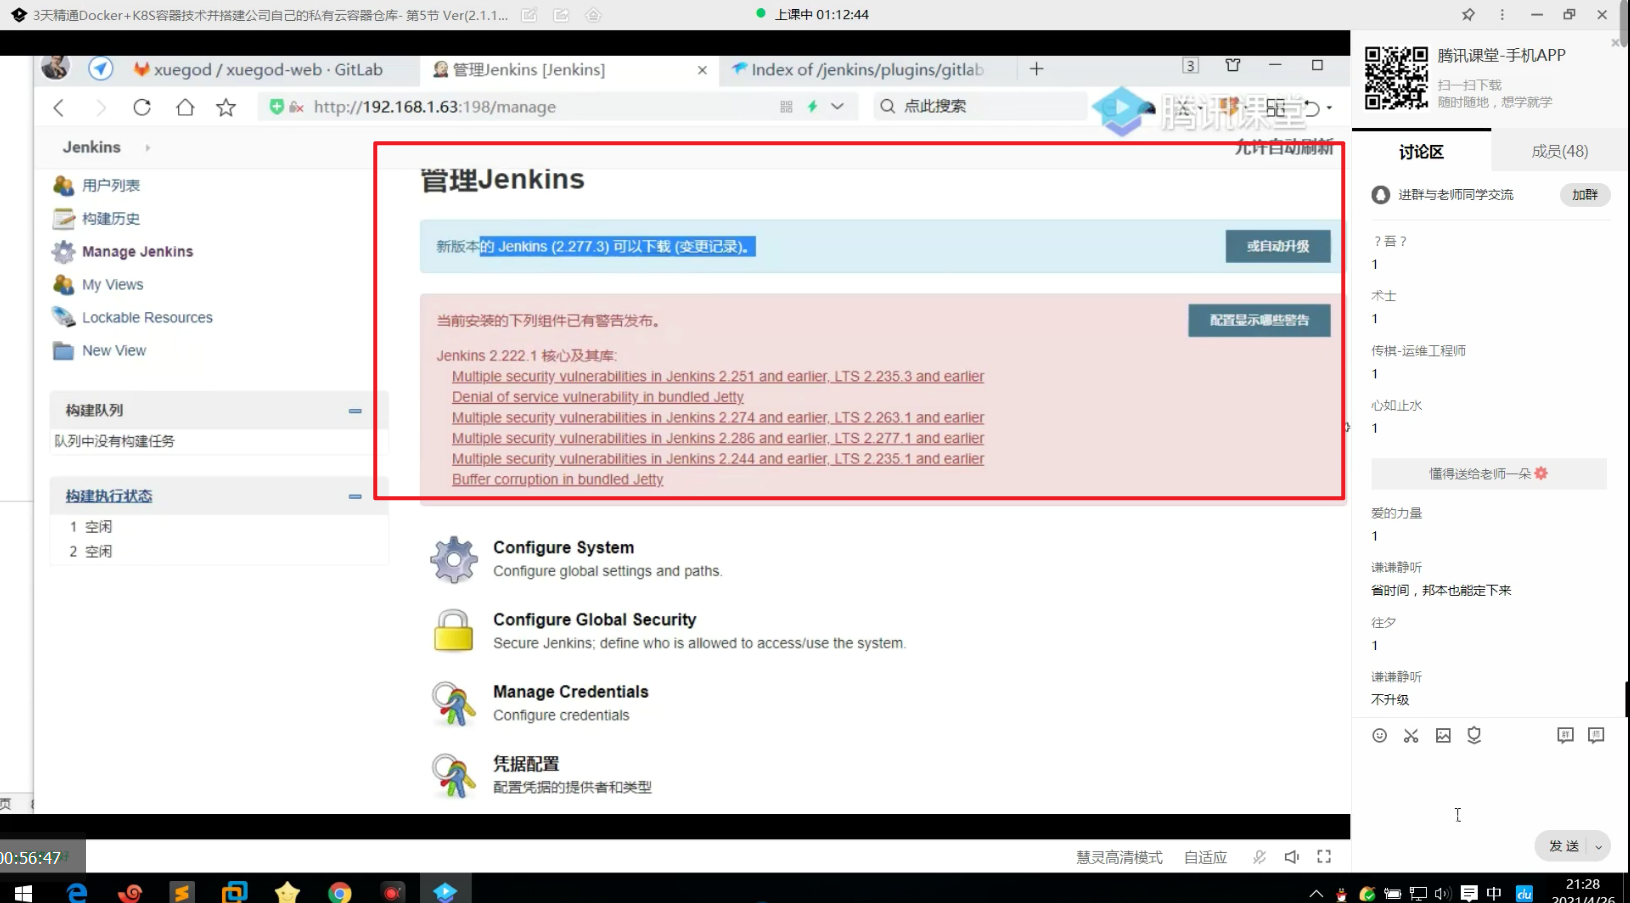 3天精通Docker+K8S容器技术并搭建公司自己的私有云容器仓库- 第5节 Ver(2.1.1...
上课中 01:12:44
xuegod / xuegod-web · GitLab
管理Jenkins [Jenkins]
Index of /jenkins/plugins/gitlab
3
http://192.168.1.63:198/manage
点此搜索
腾讯课堂
Jenkins
允许自动刷新
用户列表
构建历史
Manage Jenkins
My Views
Lockable Resources
New View
构建队列
队列中没有构建任务
构建执行状态
1 空闲
2 空闲
管理Jenkins
新版本的 Jenkins (2.277.3) 可以下载 (变更记录)。
或自动升级
当前安装的下列组件已有警告发布。
配置显示哪些警告
Jenkins 2.222.1 核心及其库:
Multiple security vulnerabilities in Jenkins 2.251 and earlier, LTS 2.235.3 and earlier
Denial of service vulnerability in bundled Jetty
Multiple security vulnerabilities in Jenkins 2.274 and earlier, LTS 2.263.1 and earlier
Multiple security vulnerabilities in Jenkins 2.286 and earlier, LTS 2.277.1 and earlier
Multiple security vulnerabilities in Jenkins 2.244 and earlier, LTS 2.235.1 and earlier
Buffer corruption in bundled Jetty
Configure System
Configure global settings and paths.
Configure Global Security
Secure Jenkins; define who is allowed to access/use the system.
Manage Credentials
Configure credentials
凭据配置
配置凭据的提供者和类型
页
00:56:47
慧灵高清模式
自适应
腾讯课堂-手机APP
扫一扫下载
随时随地，想学就学
讨论区
成员(48)
进群与老师同学交流
加群
？吾？
1
术士
1
传棋-运维工程师
1
心如止水
1
懂得送给老师一朵
爱的力量
1
谦谦静听
省时间，邦本也能定下来
往夕
1
谦谦静听
不升级
发送
中
du
21:28
2021/4/26